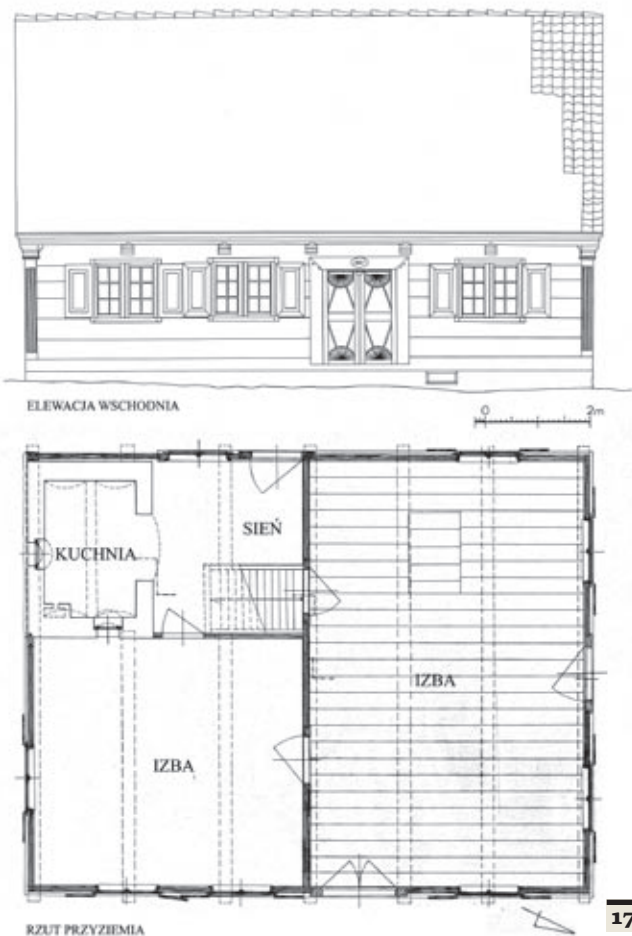 ELEWACJA WSCHODNIA
0 2m
KUCHNIA
SIEŃ
IZBA
IZBA
RZUT PRZYZIEMIA
17